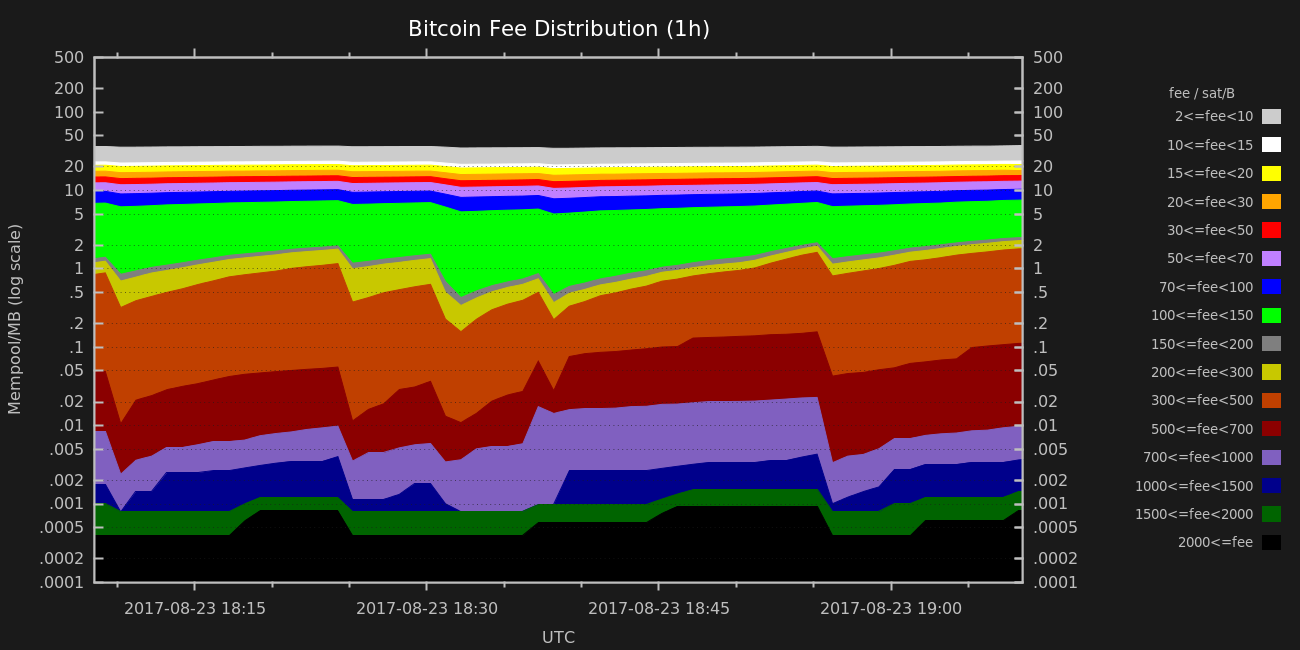 Bitcoin Fee Distribution (1h)
500 500
200 200
100 100
50 50
20 20
10 10
5 5
2 2
1 1
.5 .5
.2 .2
.1 .1
.05 .05
.02 .02
.01 .01
.005 .005
.002 .002
.001 .001
.0005 .0005
.0002 .0002
.0001 .0001
Mempool/MB (log scale)
2017-08-23 18:15 2017-08-23 18:30 2017-08-23 18:45 2017-08-23 19:00
UTC
fee / sat/B
2<=fee<10
10<=fee<15
15<=fee<20
20<=fee<30
30<=fee<50
50<=fee<70
70<=fee<100
100<=fee<150
150<=fee<200
200<=fee<300
300<=fee<500
500<=fee<700
700<=fee<1000
1000<=fee<1500
1500<=fee<2000
2000<=fee